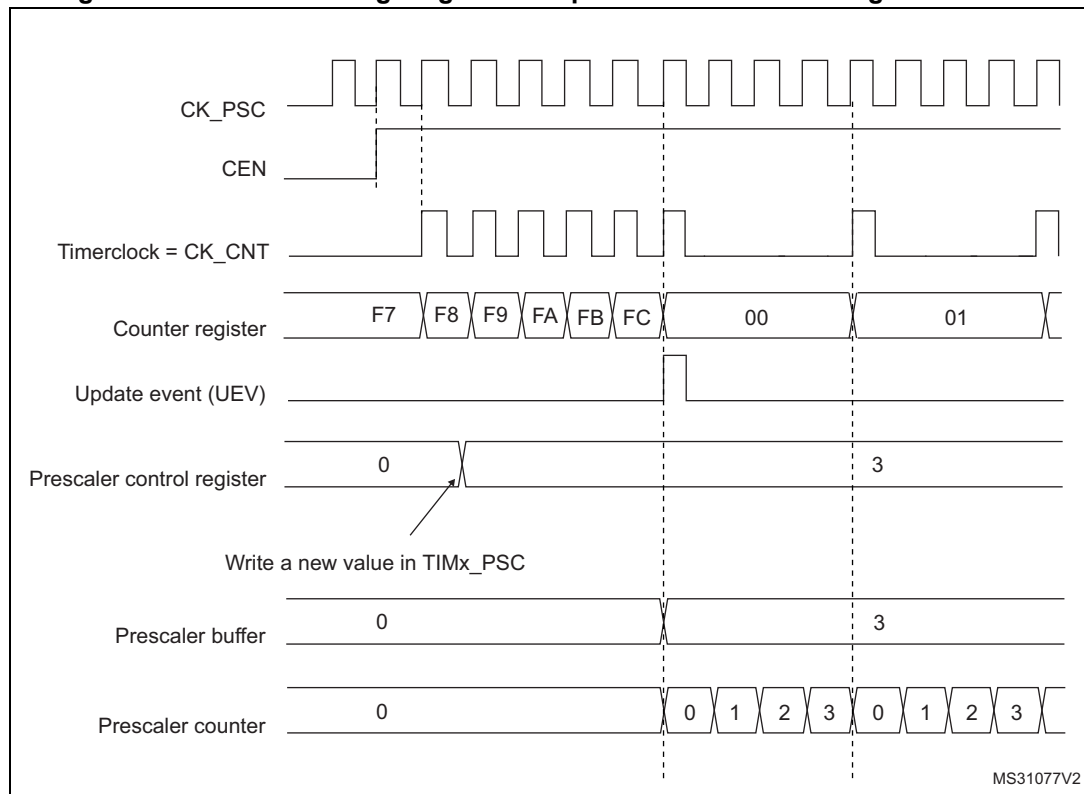 CK_PSC
CEN
Timerclock = CK_CNT
Counter register F7 F8 F9 FA FB FC 00 01
Update event (UEV)
Prescaler control register 0 3
Write a new value in TIMx_PSC
Prescaler buffer 0 3
Prescaler counter 0 0 1 2 3 0 1 2 3
MS31077V2